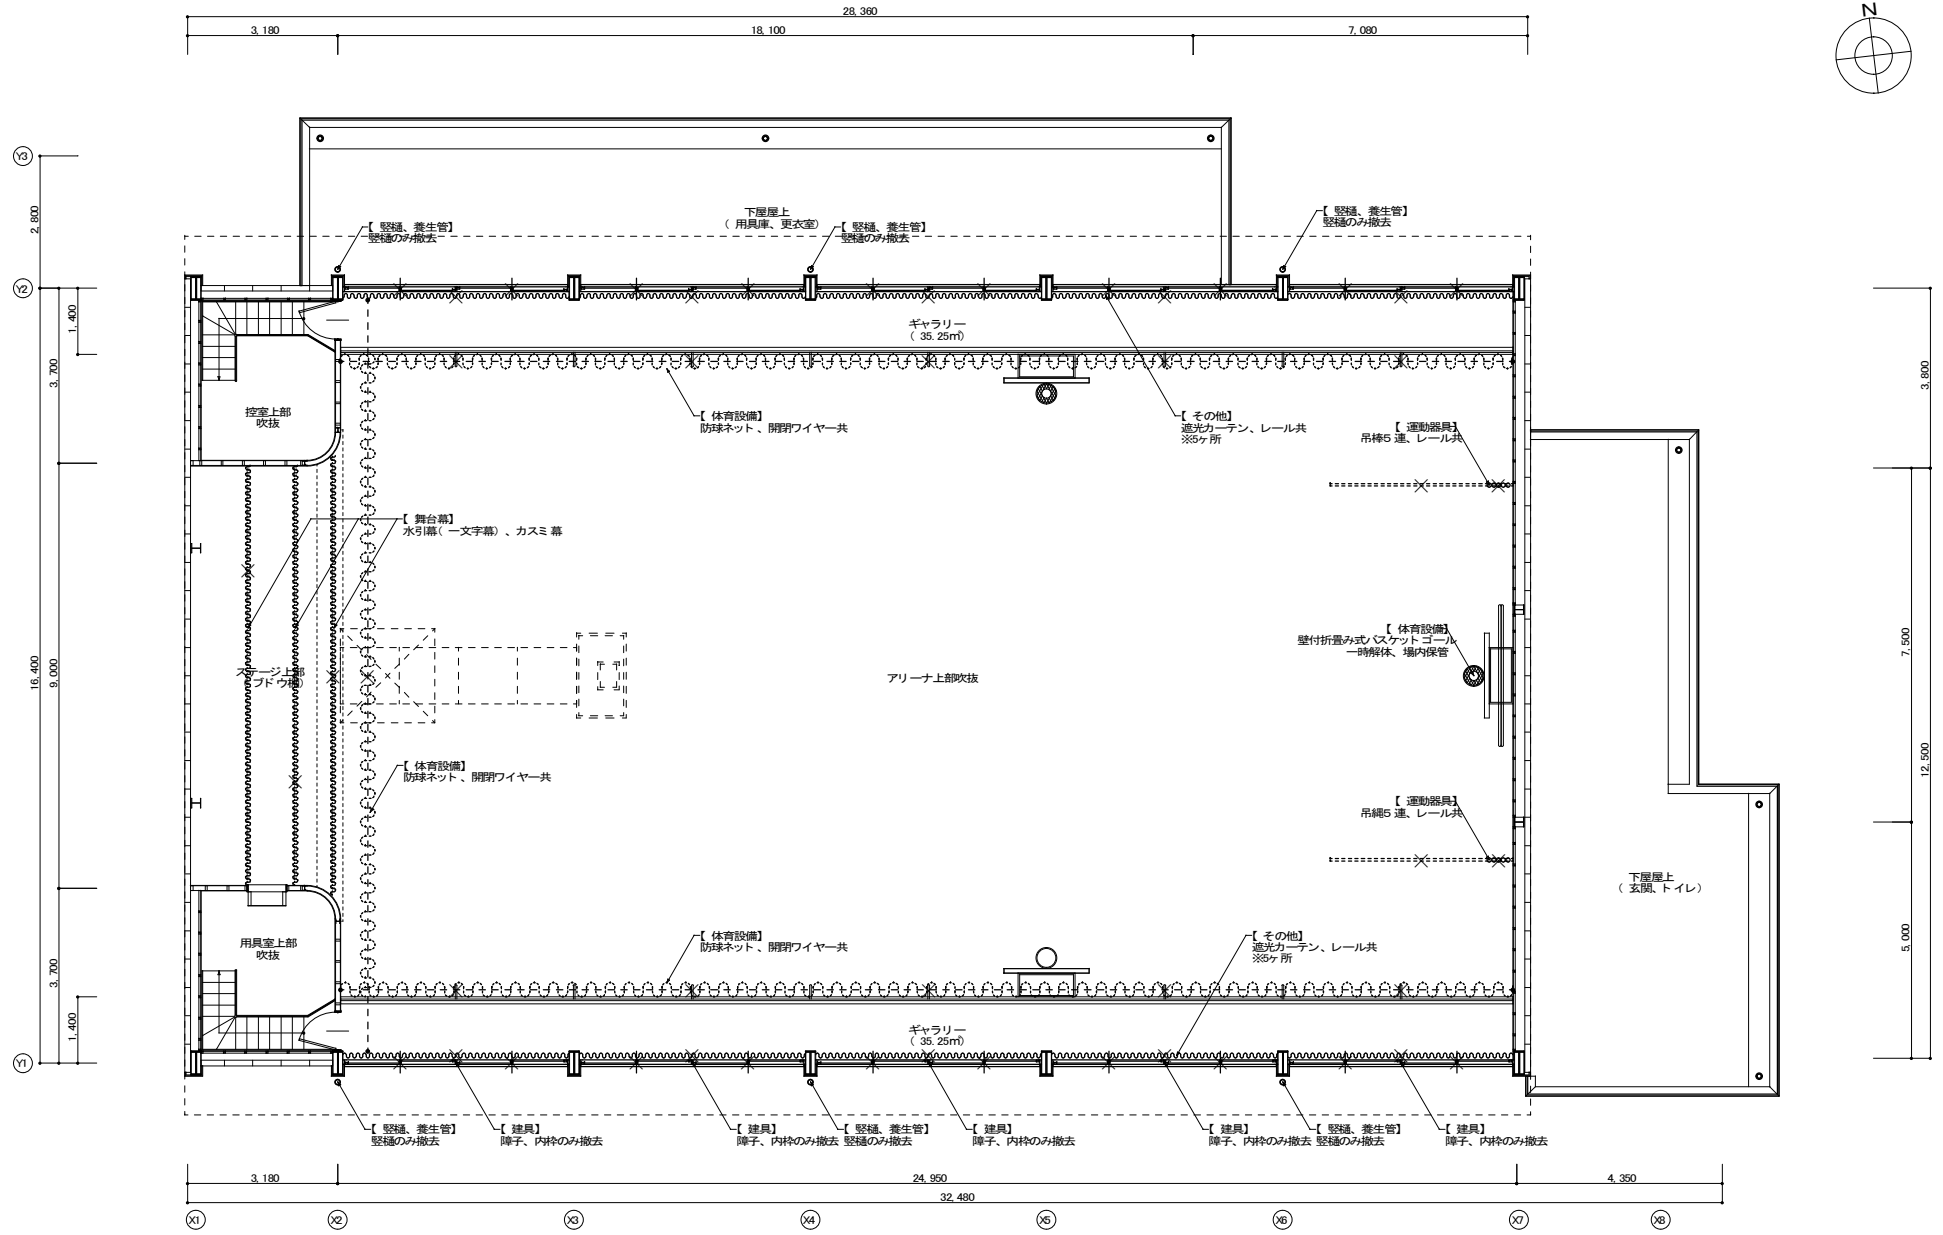 28,360
3,180
18,100
7,080
N
Y3
2,800
下屋屋上
(用具庫、更衣室)
【竪樋、養生管】
竪樋のみ撤去
【竪樋、養生管】
竪樋のみ撤去
【竪樋、養生管】
竪樋のみ撤去
Y2
1,400
3,700
ギャラリー
(35.25㎡)
3,800
控室上部
吹抜
【体育設備】
防球ネット、開閉ワイヤー共
【その他】
遮光カーテン、レール共
※5ヶ所
【運動器具】
吊棒5連、レール共
【舞台幕】
水引幕(一文字幕)、カスミ幕
16,400
9,000
ステージ上部
(ブドウ棚)
アリーナ上部吹抜
【体育設備】
壁付折畳み式バスケットゴール
一時解体、場内保管
7,500
12,500
【体育設備】
防球ネット、開閉ワイヤー共
【運動器具】
吊縄5連、レール共
下屋屋上
(玄関、トイレ)
用具室上部
吹抜
【体育設備】
防球ネット、開閉ワイヤー共
【その他】
遮光カーテン、レール共
※5ヶ所
5,000
3,700
1,400
ギャラリー
(35.25㎡)
Y1
【竪樋、養生管】
竪樋のみ撤去
【建具】
障子、内枠のみ撤去
【建具】
障子、内枠のみ撤去
【竪樋、養生管】
竪樋のみ撤去
【建具】
障子、内枠のみ撤去
【建具】
障子、内枠のみ撤去
【竪樋、養生管】
竪樋のみ撤去
【建具】
障子、内枠のみ撤去
3,180
24,950
4,350
32,480
X1
X2
X3
X4
X5
X6
X7
X8